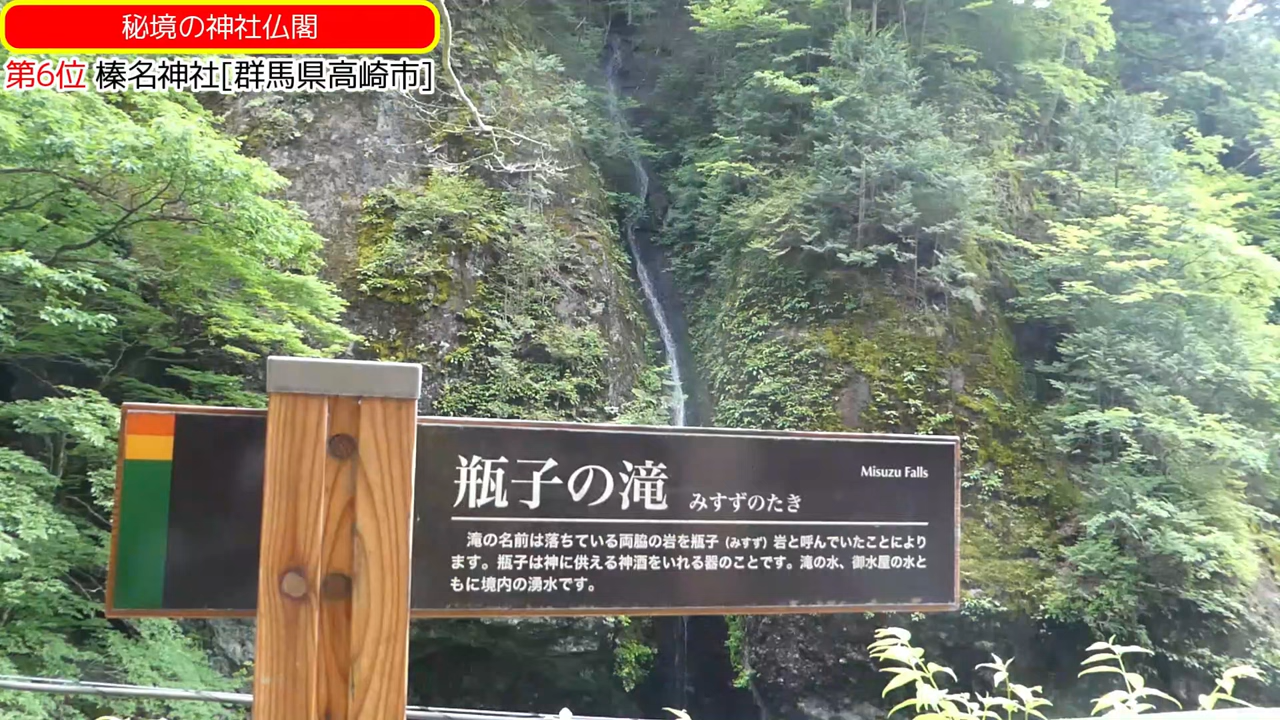 秘境の神社仏閣
第6位 榛名神社[群馬県高崎市]
瓶子の滝 みすずのたき
Misuzu Falls
滝の名前は落ちている両脇の岩を瓶子(みすず)岩と呼んでいたことにより
ます。瓶子は神に供える神酒をいれる器のことです。滝の水、御水屋の水と
もに境内の湧水です。